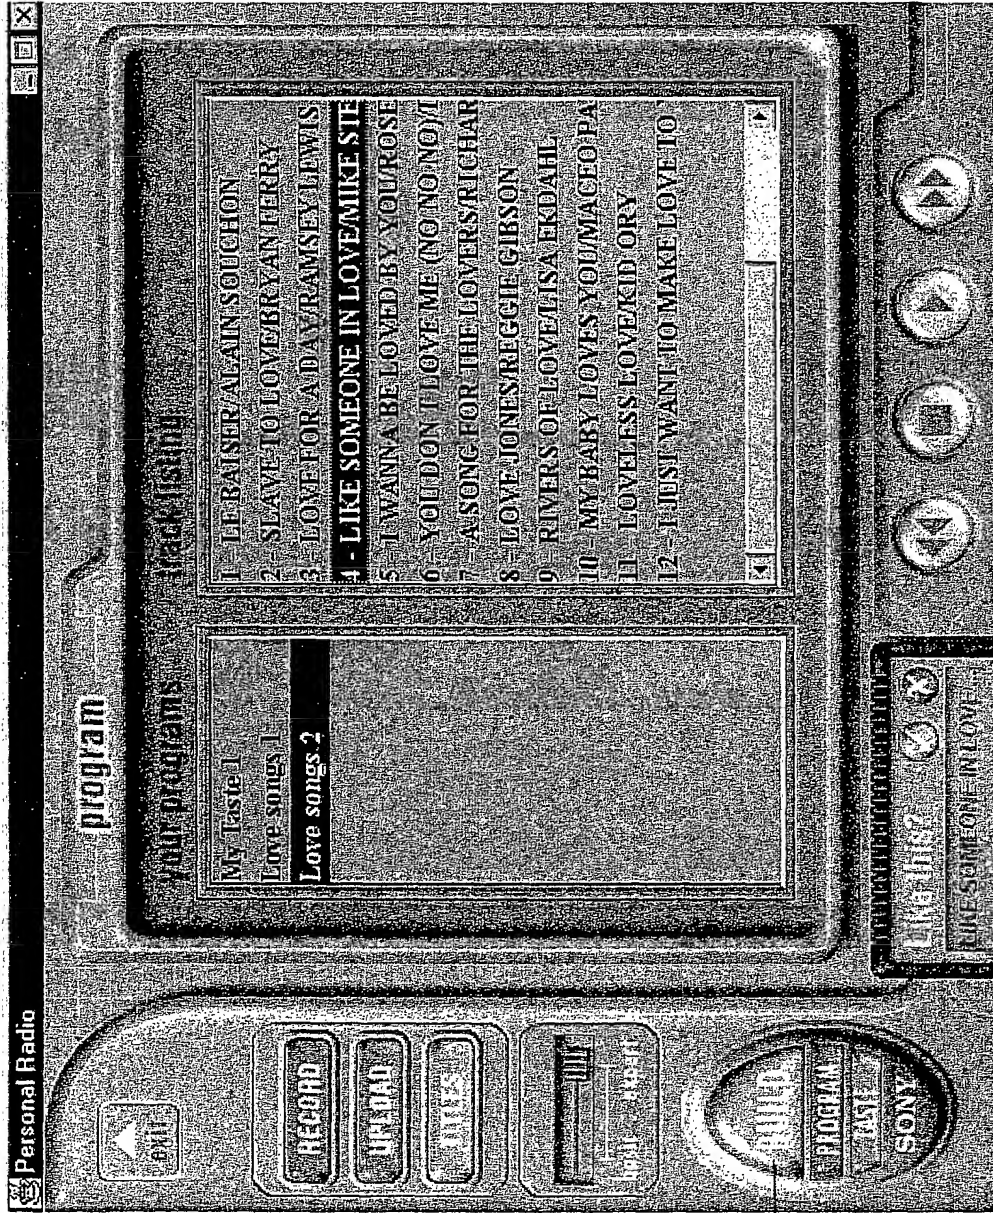 Personal Radio
exit
RECORD
UPLOAD
BUILD
PROGRAM
TASTE
SONY
program
your programs
My Taste 1
Love songs 1
Love songs 2
track listing
1 - LE BAISER/ALAIN SOUCHON
2 - SLAVE TO LOVE/BRYAN FERRY
3 - LOVE FOR A DAY/RAMSEY LEWIS
4 - LIKE SOMEONE IN LOVE/MIKE STE
5 - I WANNA BE LOVED BY YOU/ROSE
6 - YOU DON'T LOVE ME (NO NO NO)/T
7 - A SONG FOR THE LOVERS/RICHAR
8 - LOVE JONES/REGGIE GIBSON
9 - RIVERS OF LOVE/LISA EKDAHL
10 - MY BABY LOVES YOU/MACEO PA
11 - LOVELESS LOVE/KID ORY
12 - I JUST WANT TO MAKE LOVE TO
like this?
LIKE SOMEONE IN LOVE